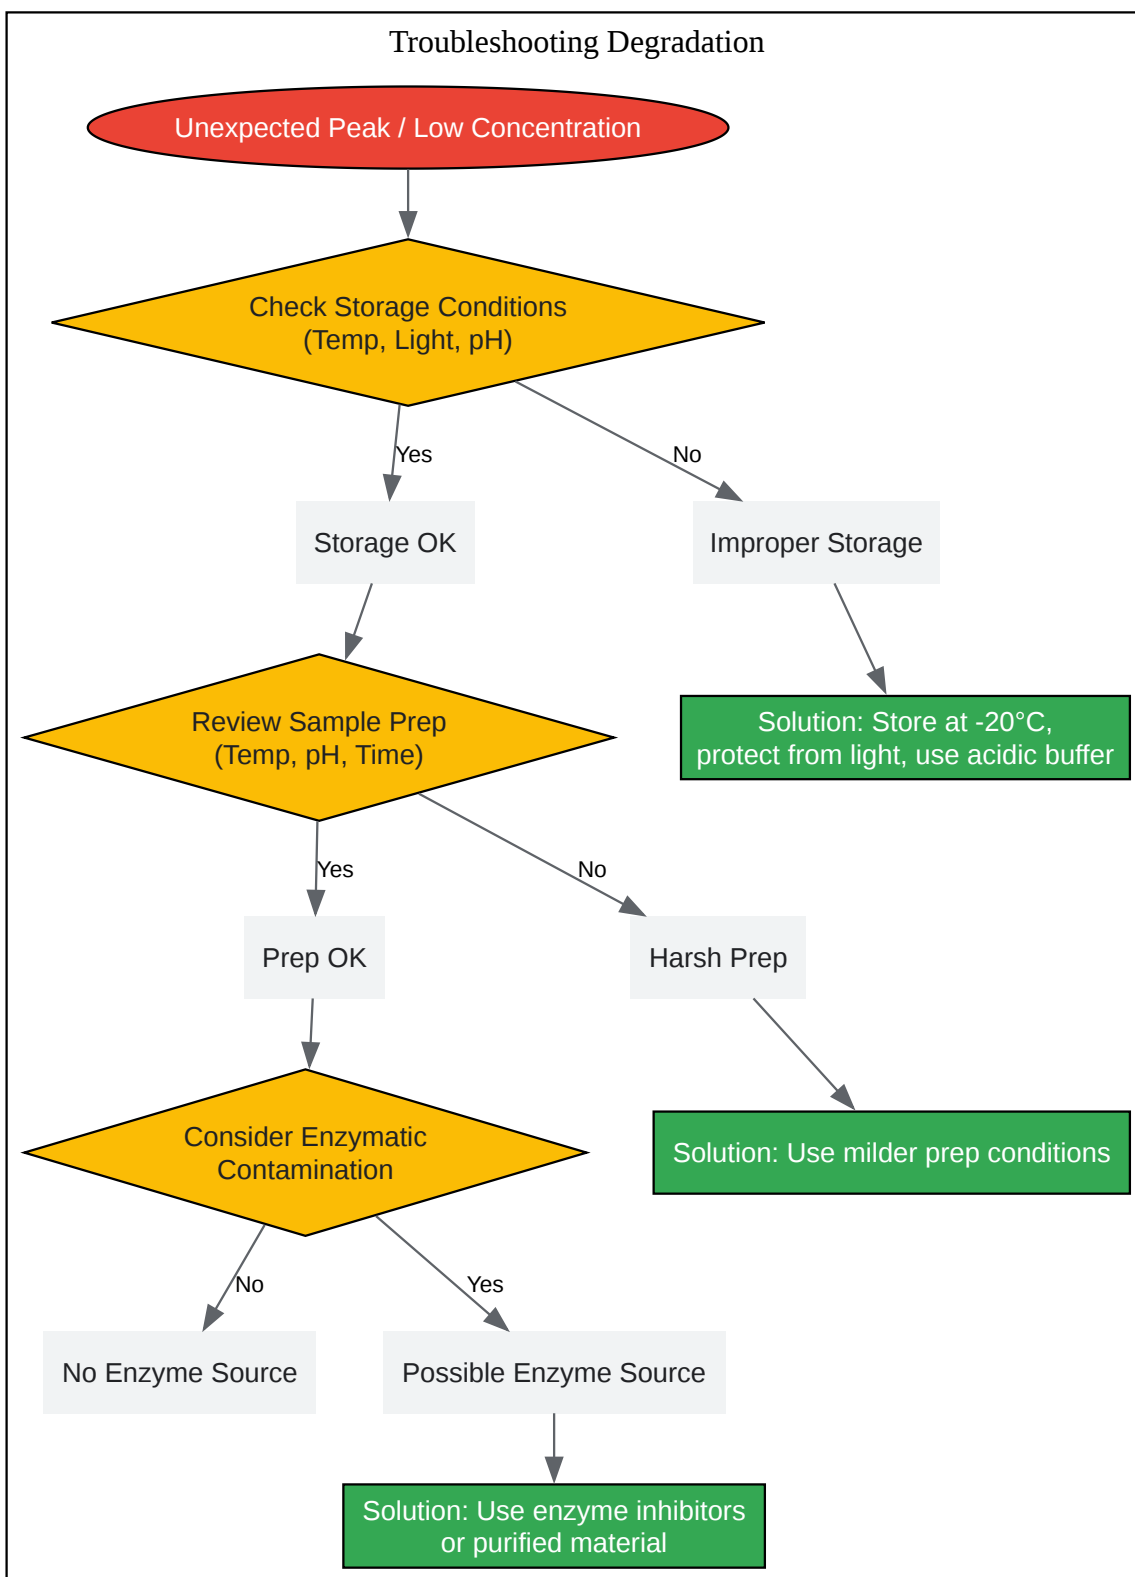 Troubleshooting Degradation
Unexpected Peak / Low Concentration
Check Storage Conditions
(Temp, Light, pH)
Yes
No
Storage OK
Improper Storage
Review Sample Prep
(Temp, pH, Time)
Solution: Store at -20°C,
protect from light, use acidic buffer
Yes
No
Prep OK
Harsh Prep
Consider Enzymatic
Contamination
Solution: Use milder prep conditions
No
Yes
No Enzyme Source
Possible Enzyme Source
Solution: Use enzyme inhibitors
or purified material